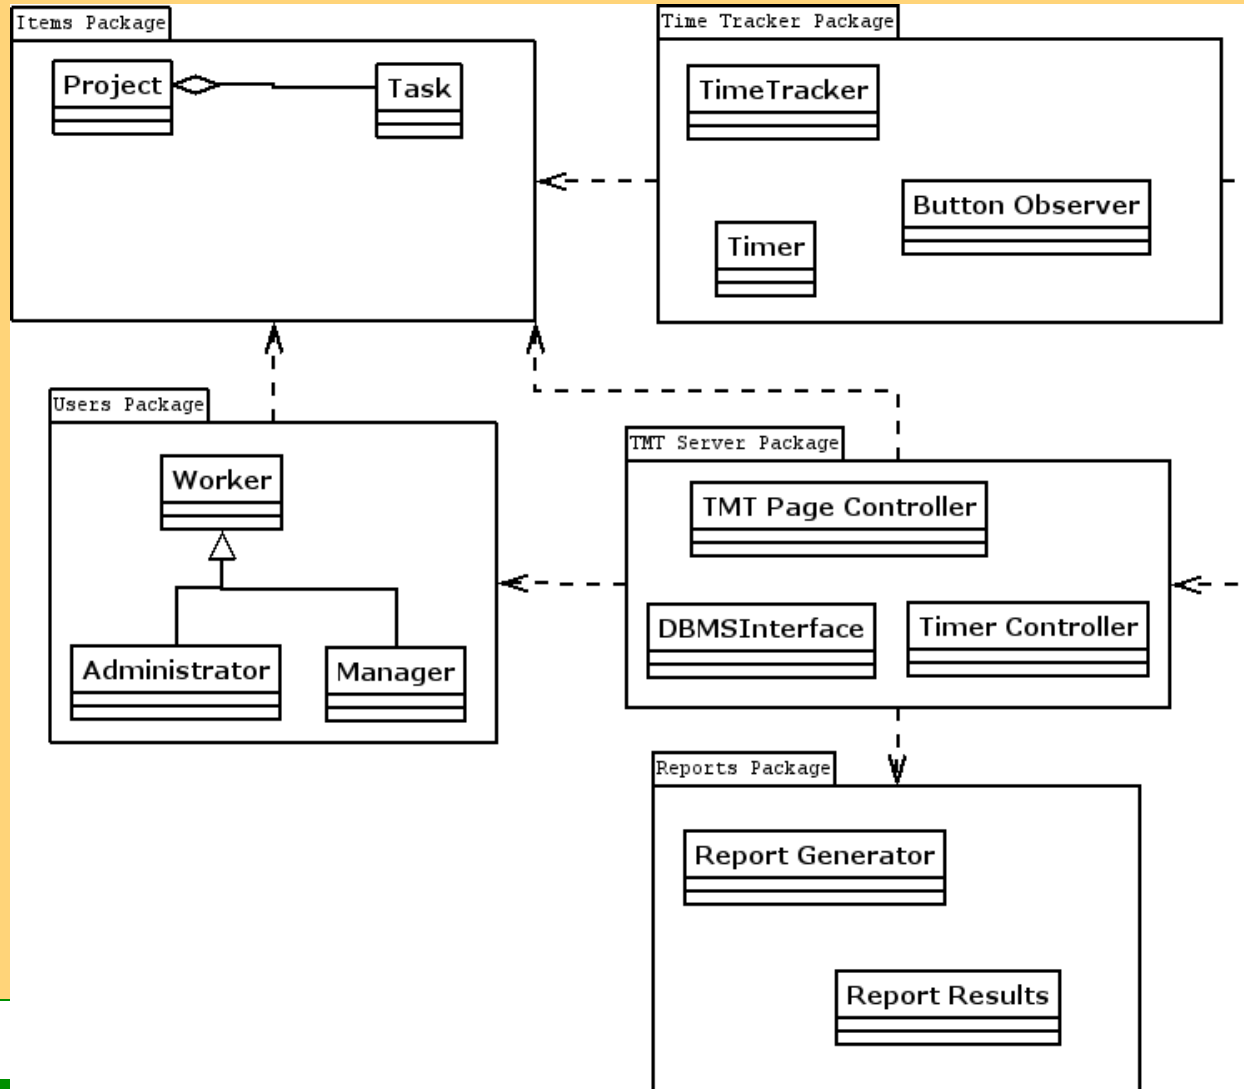 Items Package
Project
Task
Time Tracker Package
TimeTracker
Button Observer
Timer
Users Package
Worker
Administrator
Manager
TMT Server Package
TMT Page Controller
DBMSInterface
Timer Controller
Reports Package
Report Generator
Report Results